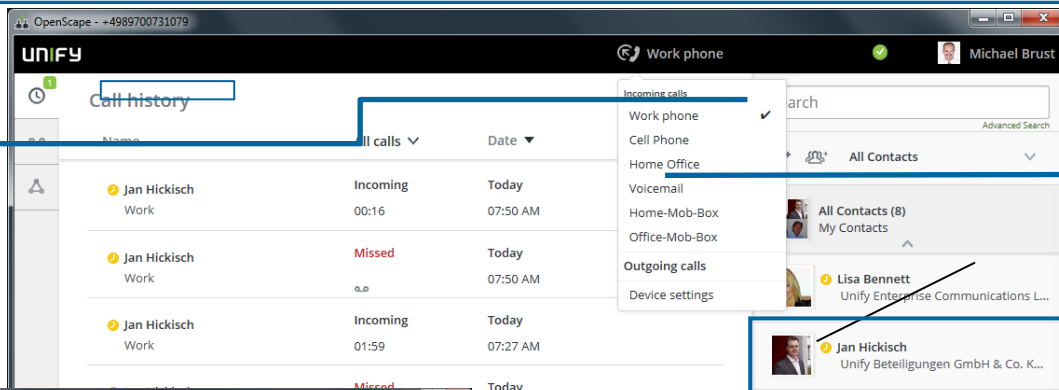 OpenScape - +4989700731079
UNIFY
Work phone
Michael Brust
1
Call history
Name
All calls
Date
Jan Hickisch
Work
Incoming
00:16
Today
07:50 AM
Jan Hickisch
Work
Missed
Today
07:50 AM
Jan Hickisch
Work
Incoming
01:59
Today
07:27 AM
Missed
Today
Incoming calls
Work phone
Cell Phone
Home Office
Voicemail
Home-Mob-Box
Office-Mob-Box
Outgoing calls
Device settings
arch
Advanced Search
All Contacts
All Contacts (8)
My Contacts
Lisa Bennett
Unify Enterprise Communications L...
Jan Hickisch
Unify Beteiligungen GmbH & Co. K...